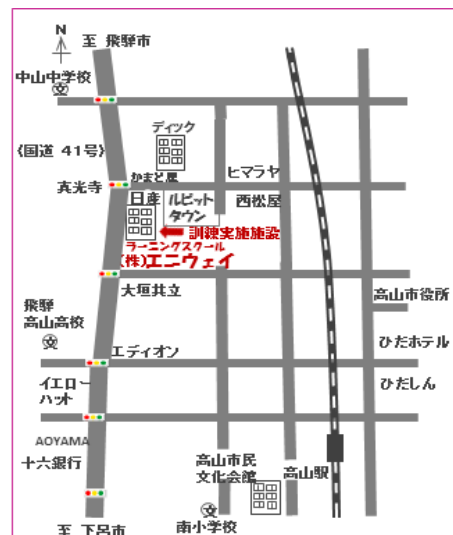 N
至 飛騨市
中山中学校
ディック
《国道 41号》
かまど屋
ヒマラヤ
真光寺
日産
ルビット
タウン
西松屋
訓練実施施設
ラーニングスクール
(株)エニウェイ
大垣共立
高山市役所
飛騨
高山高校
エディオン
ひだホテル
イエロー
ハット
ひだしん
AOYAMA
十六銀行
高山市民
文化会館
高山駅
南小学校
至 下呂市